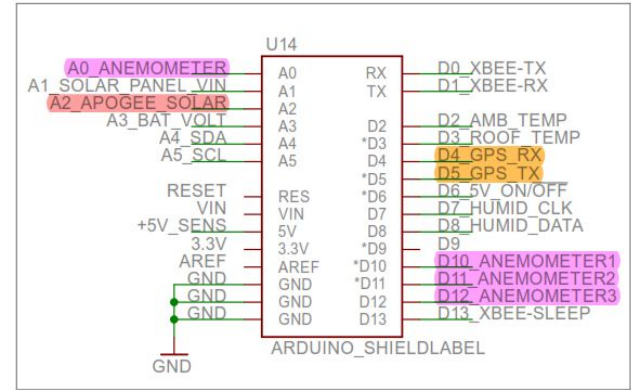 U14
A0_ANEMOMETER A0 RX D0_XBEE-TX
A1_SOLAR_PANEL_VIN A1 TX D1_XBEE-RX
A2_APOGEE_SOLAR A2
A3_BAT_VOLT A3 D2 D2_AMB_TEMP
A4_SDA A4 *D3 D3_ROOF_TEMP
A5_SCL A5 D4 D4_GPS_RX
*D5 D5_GPS_TX
RESET RES *D6 D6_5V_ON/OFF
VIN VIN D7 D7_HUMID_CLK
+5V_SENS 5V D8 D8_HUMID_DATA
3.3V 3.3V *D9 D9
AREF AREF *D10 D10_ANEMOMETER1
GND GND *D11 D11_ANEMOMETER2
GND GND D12 D12_ANEMOMETER3
GND GND D13 D13_XBEE-SLEEP
ARDUINO_SHIELDLABEL
GND